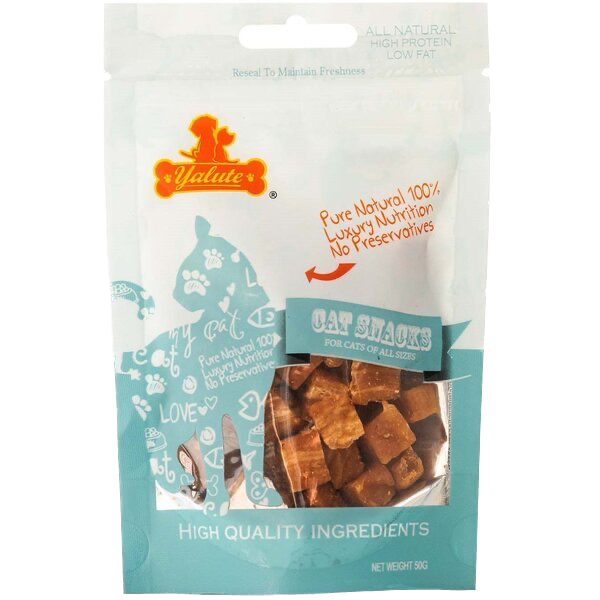 ALL NATURAL
HIGH PROTEIN
LOW FAT
Reseal To Maintain Freshness
Yalute
®
Pure Natural 100%
Luxury Nutrition
No Preservatives
CAT SNACKS
FOR CATS OF ALL SIZES
my cat
Cat
Pure Natural 100%
Luxury Nutrition
No Preservative
LOVE
HIGH QUALITY INGREDIENTS
NET WEIGHT 50G